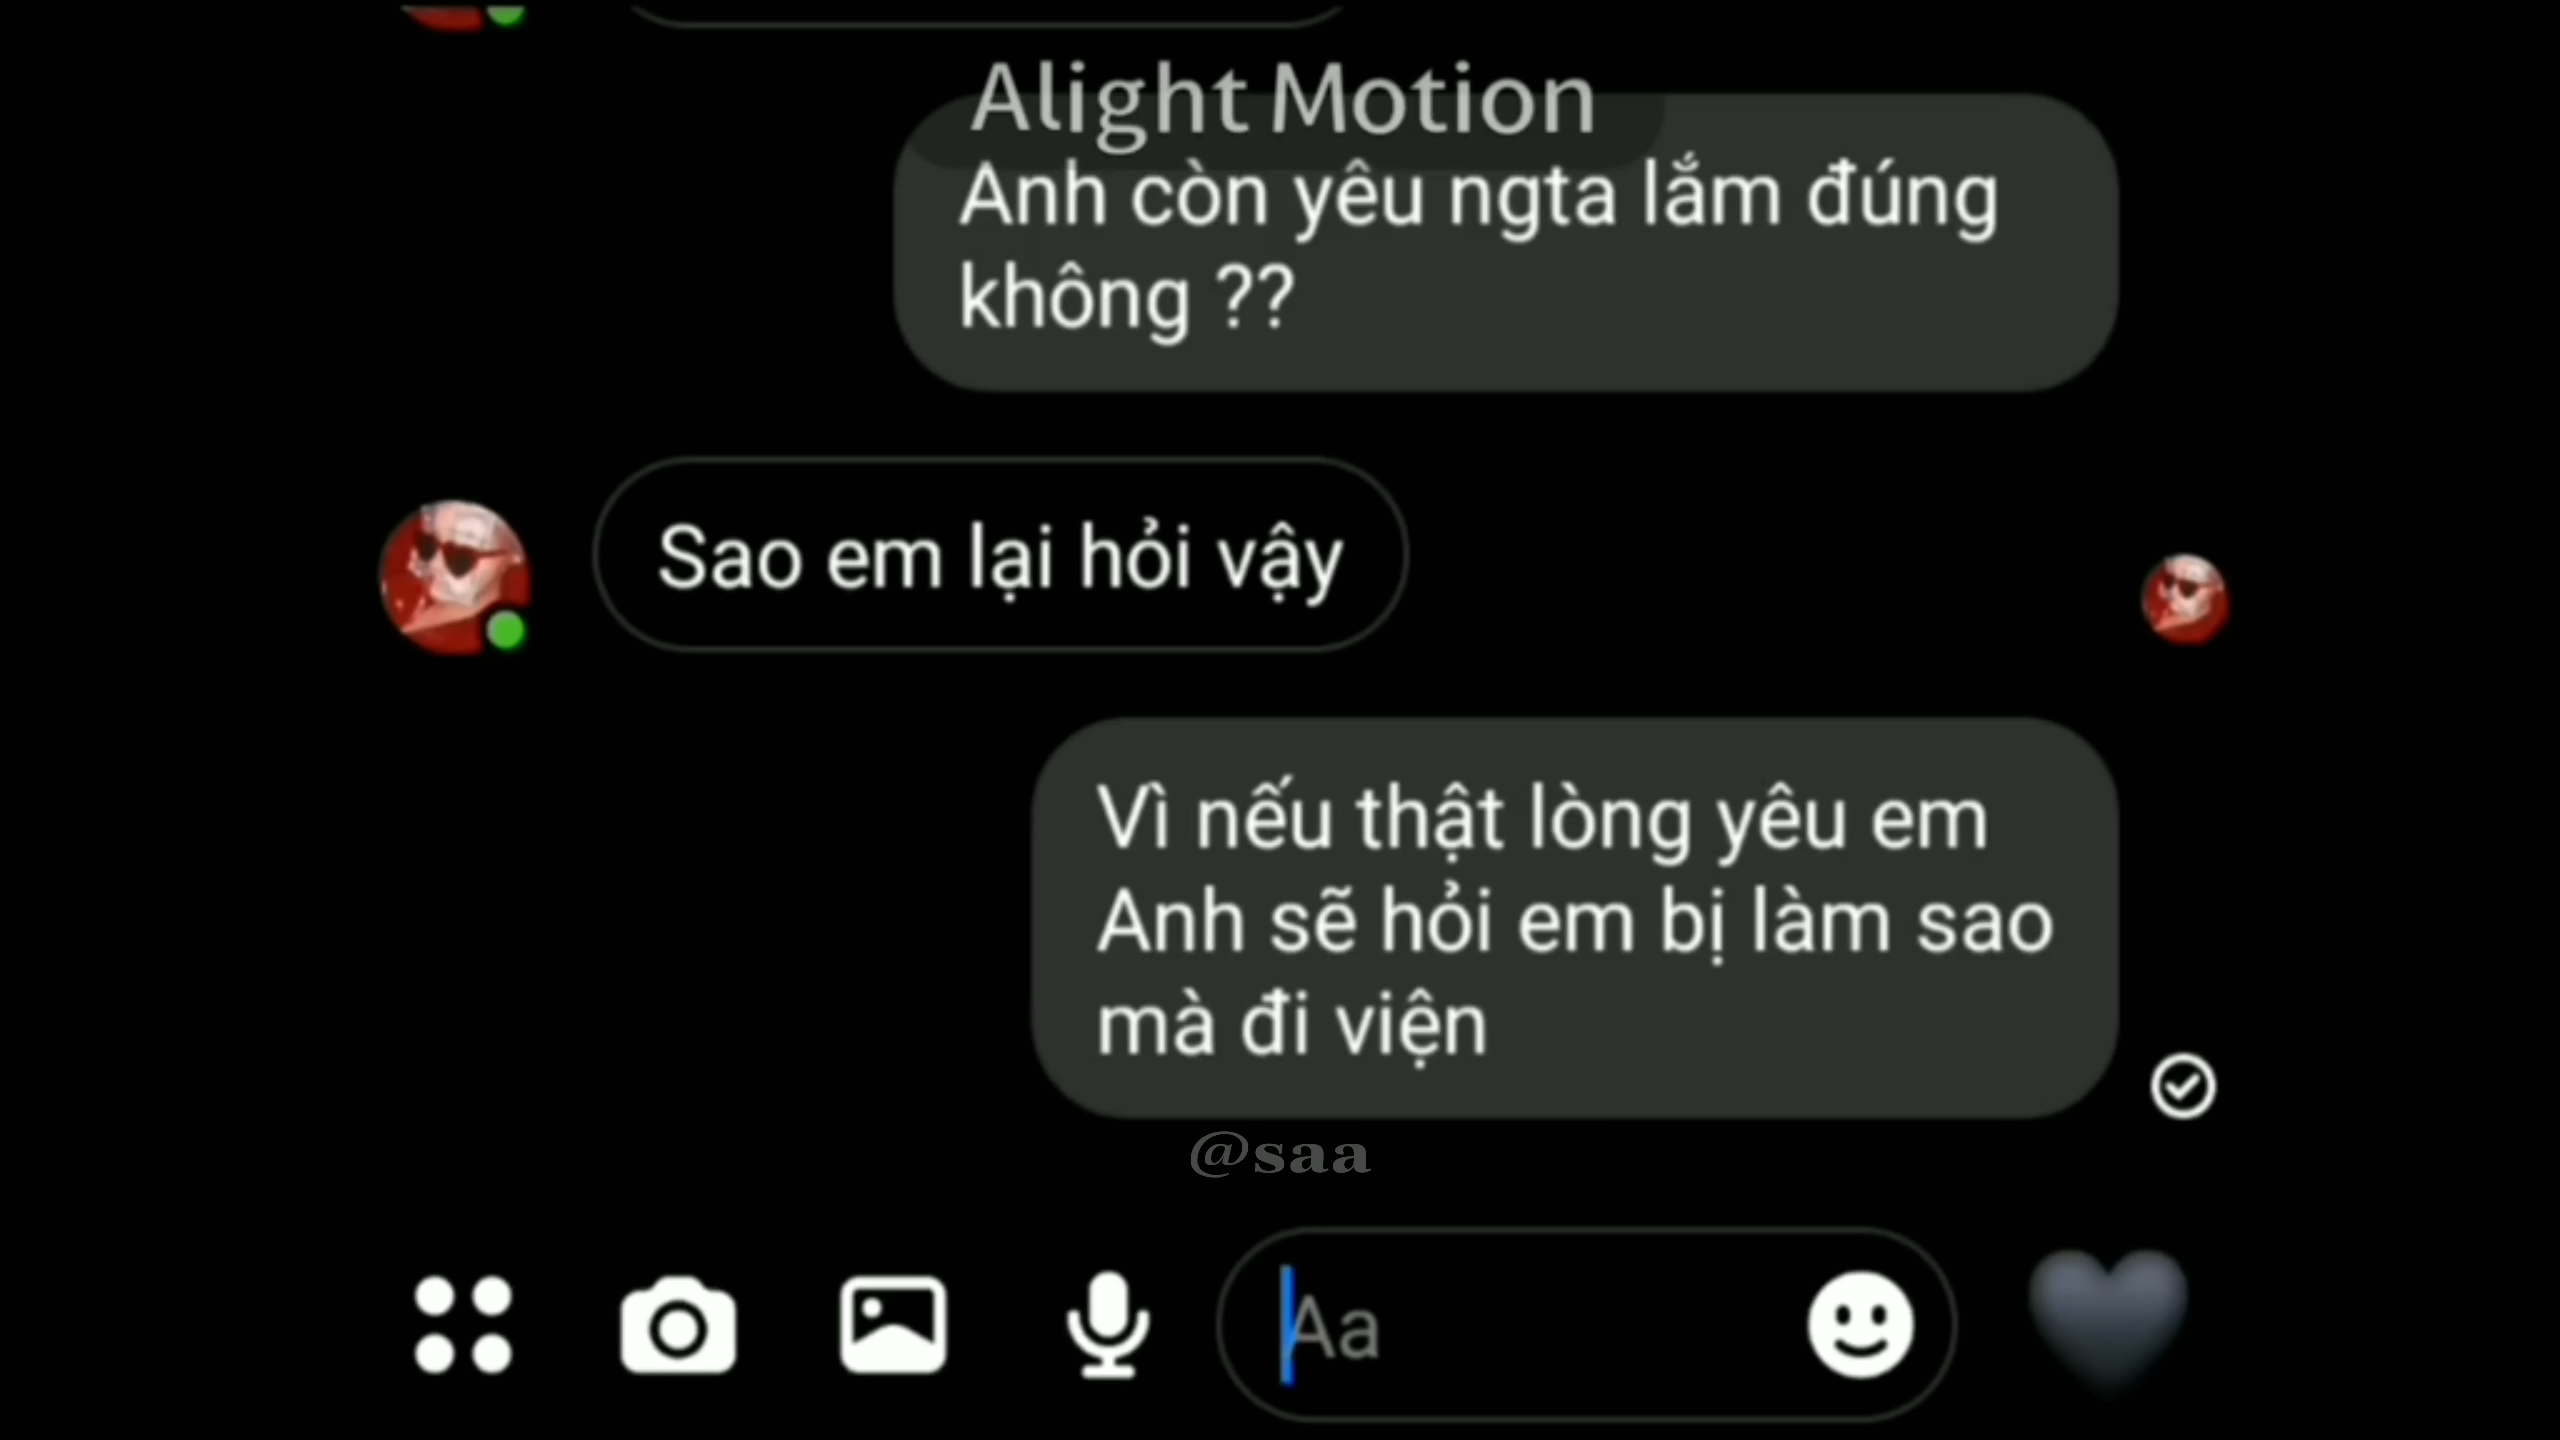 Alight Motion
Anh còn yêu ngta lắm đúng
không ??
Sao em lại hỏi vậy
Vì nếu thật lòng yêu em
Anh sẽ hỏi em bị làm sao
mà đi viện
@saa
Aa